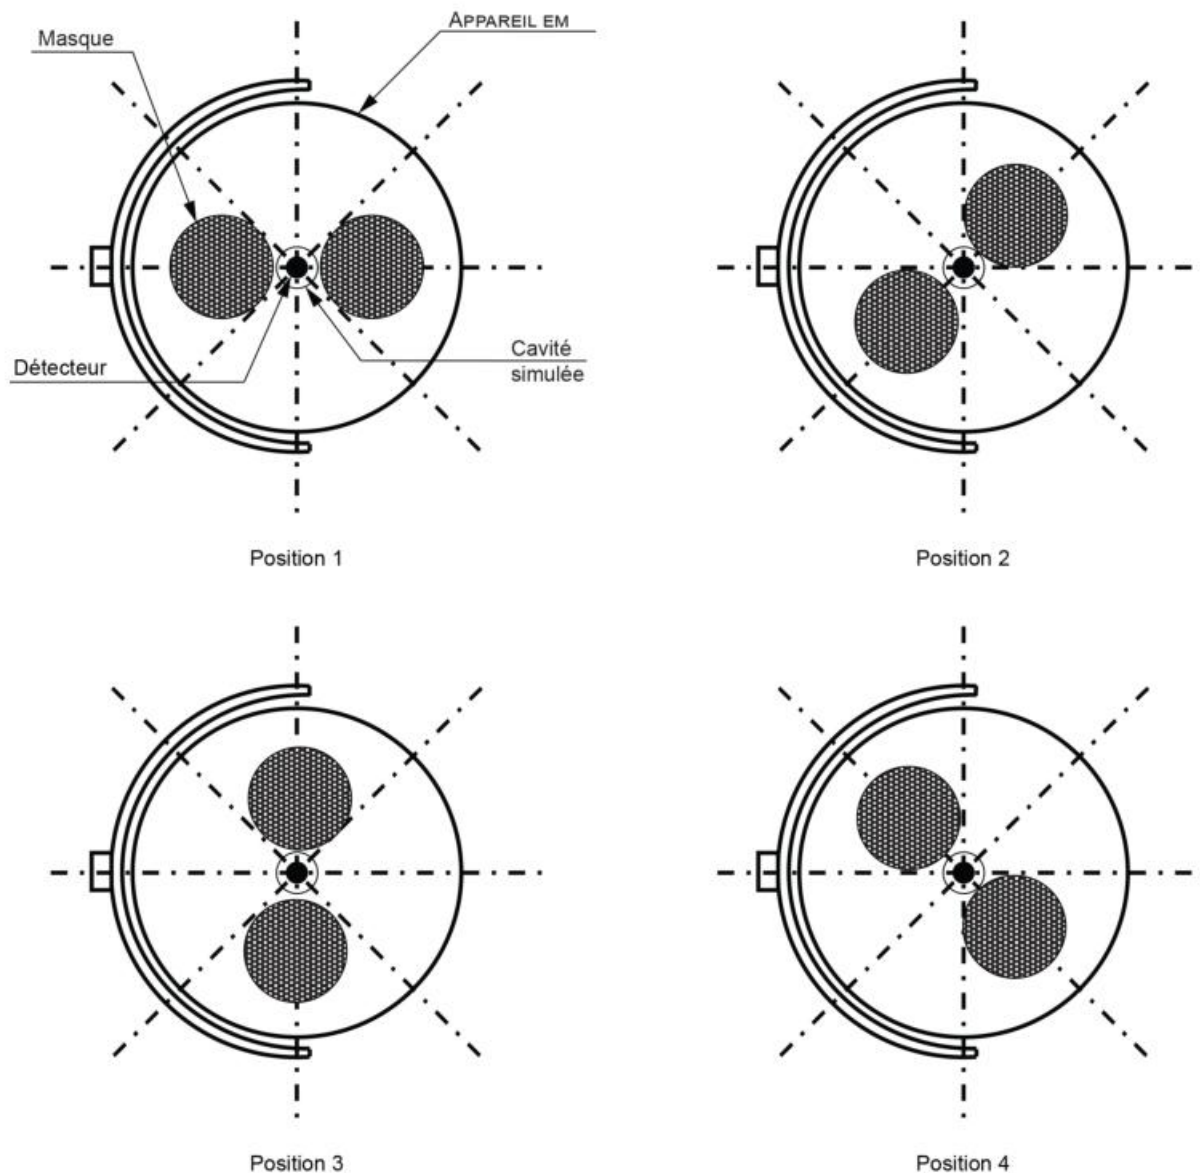 APPAREIL EM
Masque
Détecteur
Cavité
simulée
Position 1
Position 2
Position 3
Position 4